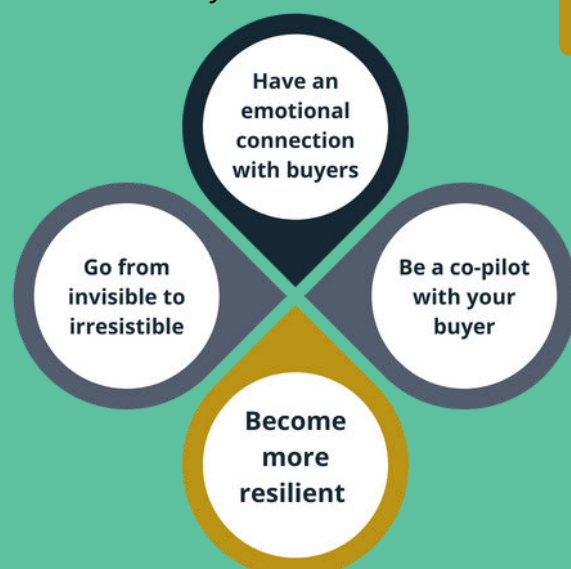 Have an
emotional
connection
with buyers
Go from
invisible to
irresistible
Be a co-pilot
with your
buyer
Become
more
resilient